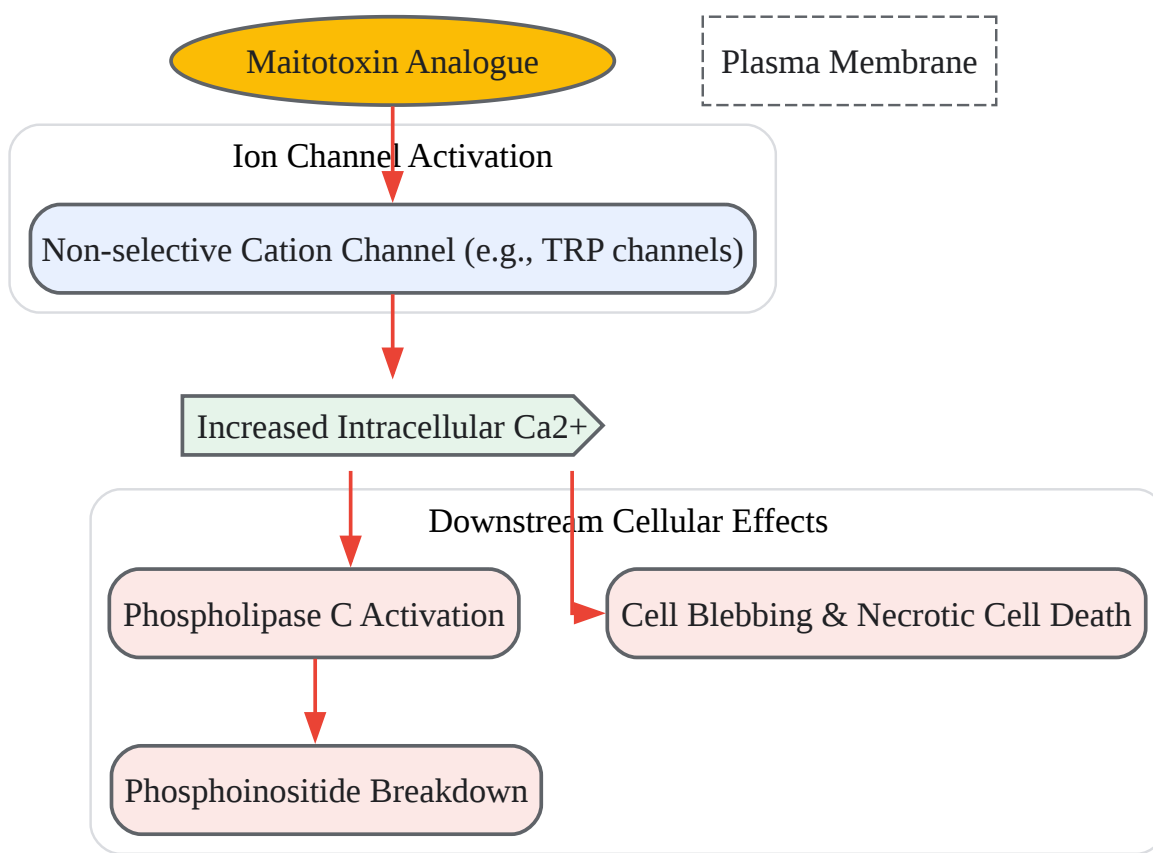 Maitotoxin Analogue
Plasma Membrane
Ion Channel Activation
Non-selective Cation Channel (e.g., TRP channels)
Increased Intracellular Ca2+
Downstream Cellular Effects
Phospholipase C Activation
Cell Blebbing & Necrotic Cell Death
Phosphoinositide Breakdown